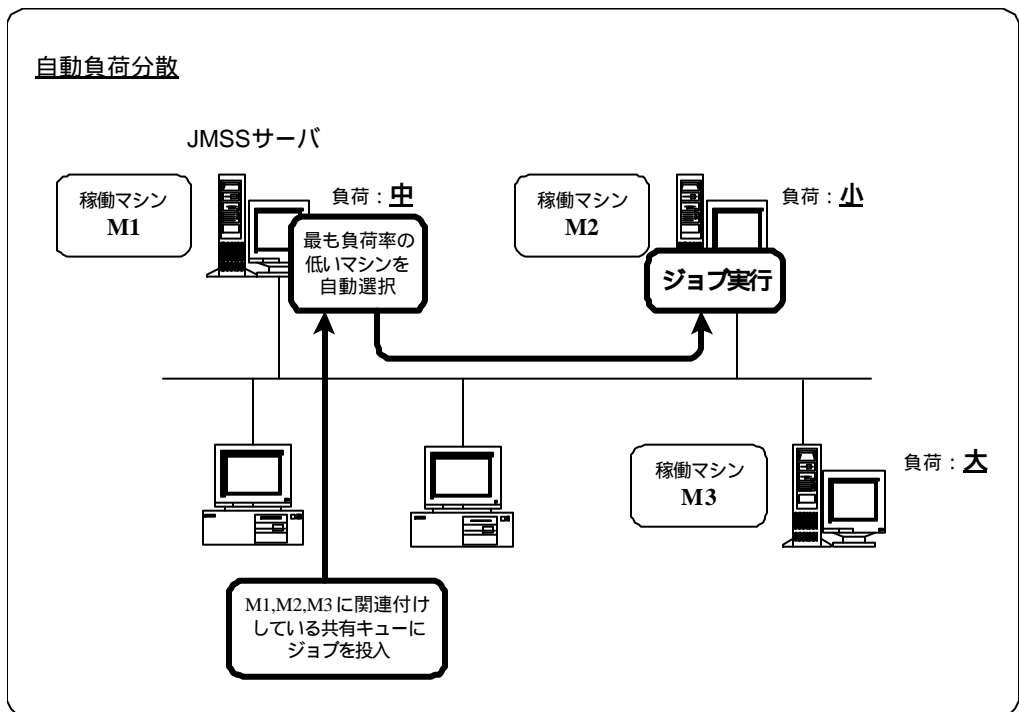 自動負荷分散
JMSSサーバ
稼働マシン
M1
負荷：中
最も負荷率の
低いマシンを
自動選択
稼働マシン
M2
負荷：小
ジョブ実行
稼働マシン
M3
負荷：大
M1,M2,M3に関連付け
している共有キューに
ジョブを投入